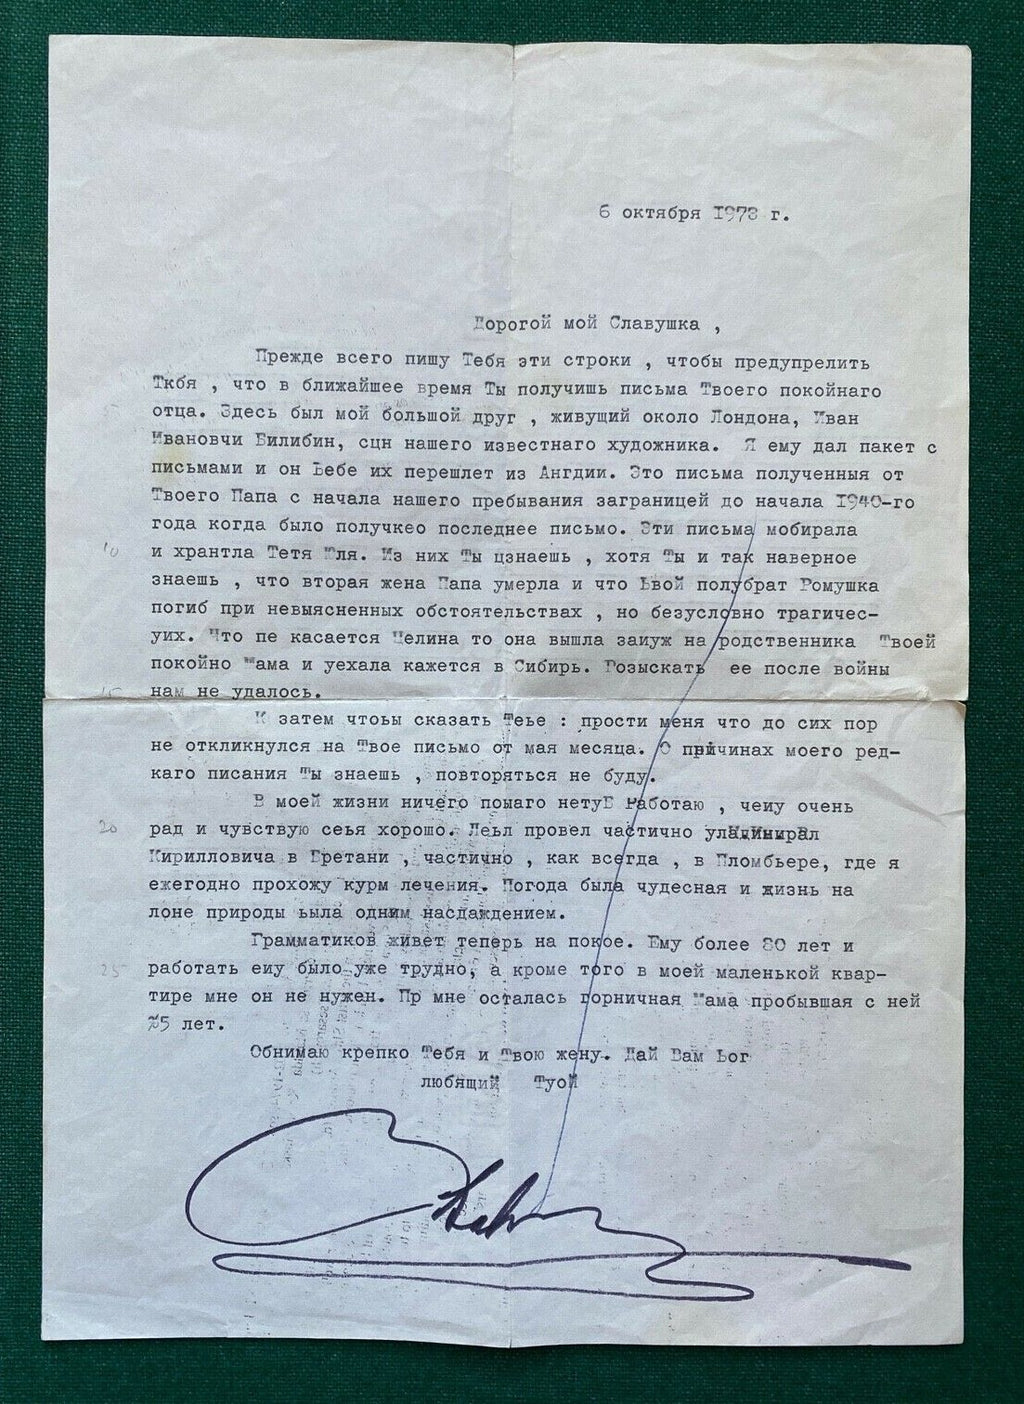 6 октября 1978 г.
Дорогой мой Славушка ,
Прежде всего пишу Тебя эти строки , чтобы предупрелить
Ткбя , что в ближайшее время Ты получишь письма Твоего покойнаго
отца. Здесь был мой большой друг , живущий около Лондона, Иван
Ивановчи Билибин, сцн нашего известнаго художника. Я ему дал пакет с
письмами и он Ьебе их перешлет из Ангдии. Это письма полученныя от
Твоего Папа с начала нашего пребывания заграницей до начала 1940-го
года когда было получкео последнее письмо. Эти письма мобирала
и хрантла Тетя Юля. Из них Ты цзнаешь , хотя Ты и так наверное
знаешь , что вторая жена Папа умерла и что Ьвой полубрат Ромушка
погиб при невыясненных обстоятельствах , но безусловно трагичес-
уих. Что пе касается Челина то она вышла заиуж на родственника Твоей
покойно Мама и уехала кажется в Сибирь. Розыскать ее после войны
нам не удалось.
К затем чтоьы сказать Теье : прости меня что до сих пор
не откликнулся на Твое письмо от мая месяца. О причинах моего ред-
каго писания Ты знаешь , повторяться не буду.
В моей жизни ничего помаго нетуБ Работаю , чеиу очень
рад и чувствую сеья хорошо. Леьл провел частично у
Кирилловича в Бретани , частично , как всегда , в Пломбьере, где я
ежегодно прохожу курм лечения. Погода была чудесная и жизнь на
лоне природы ьыла одним насдаждением.
Грамматиков живет теперь на покое. Ему более 80 лет и
работать еиу было уже трудно, а кроме того в моей маленькой квар-
тире мне он не нужен. Пр мне осталась горничная Мама пробывшая с ней
25 лет.
Обнимаю крепко Тебя и Твою жену. Дай Вам Ьог
любящий Туой
10
15
20
25